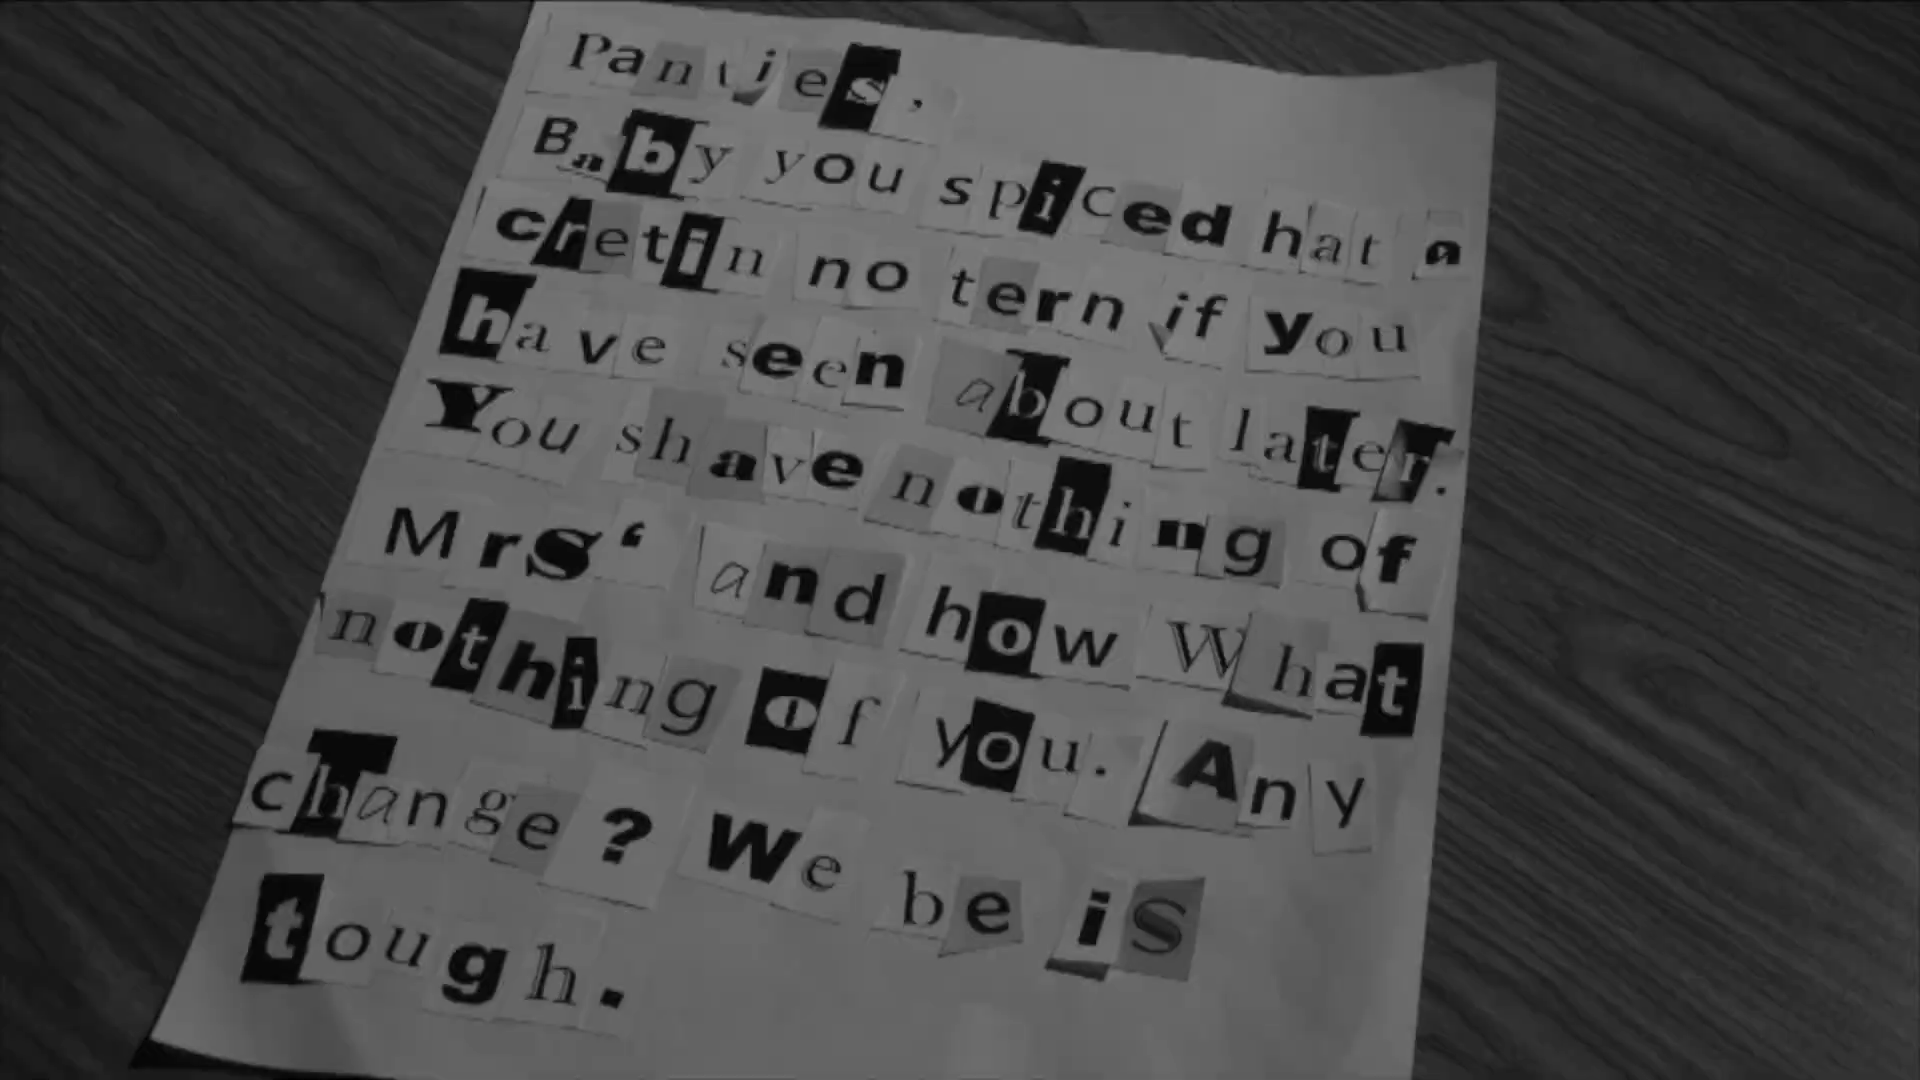 Panties,
Baby you spiced hat a
cretin no tern if you
have seen about later.
You shave nothing of
Mrs‘ and how What
nothing of you. Any
change? We be is
tough.